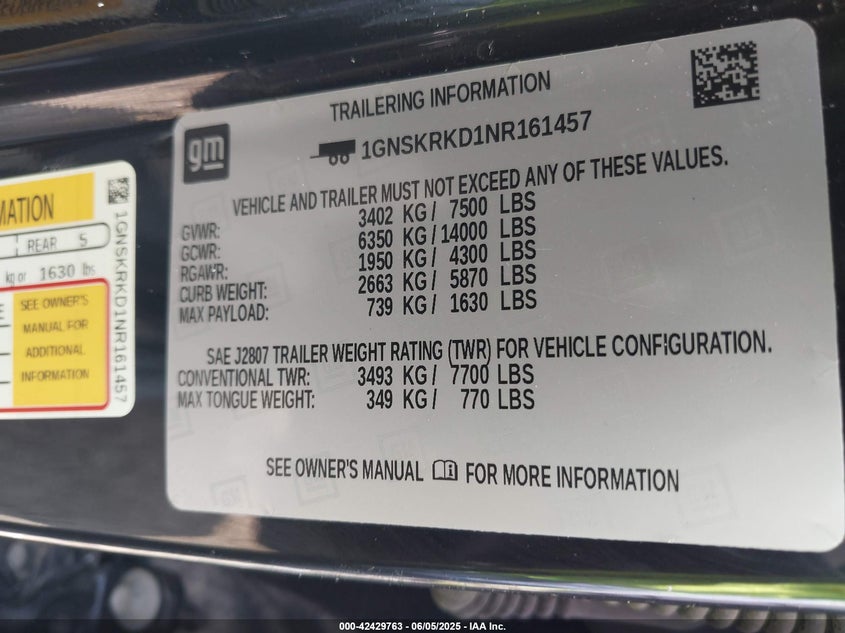 TRAILERING INFORMATION
gm
1GNSKRKD1NR161457
VEHICLE AND TRAILER MUST NOT EXCEED ANY OF THESE VALUES.
GVWR: 3402 KG / 7500 LBS
GCWR: 6350 KG / 14000 LBS
RGAWR: 1950 KG / 4300 LBS
CURB WEIGHT: 2663 KG / 5870 LBS
MAX PAYLOAD: 739 KG / 1630 LBS
SAE J2807 TRAILER WEIGHT RATING (TWR) FOR VEHICLE CONFIGURATION.
CONVENTIONAL TWR: 3493 KG / 7700 LBS
MAX TONGUE WEIGHT: 349 KG / 770 LBS
SEE OWNER'S MANUAL FOR MORE INFORMATION
REAR 5
kg or 1630 lbs
SEE OWNER'S
MANUAL FOR
ADDITIONAL
INFORMATION
1GNSKRKD1NR161457
000-42429763 - 06/05/2025 - IAA Inc.